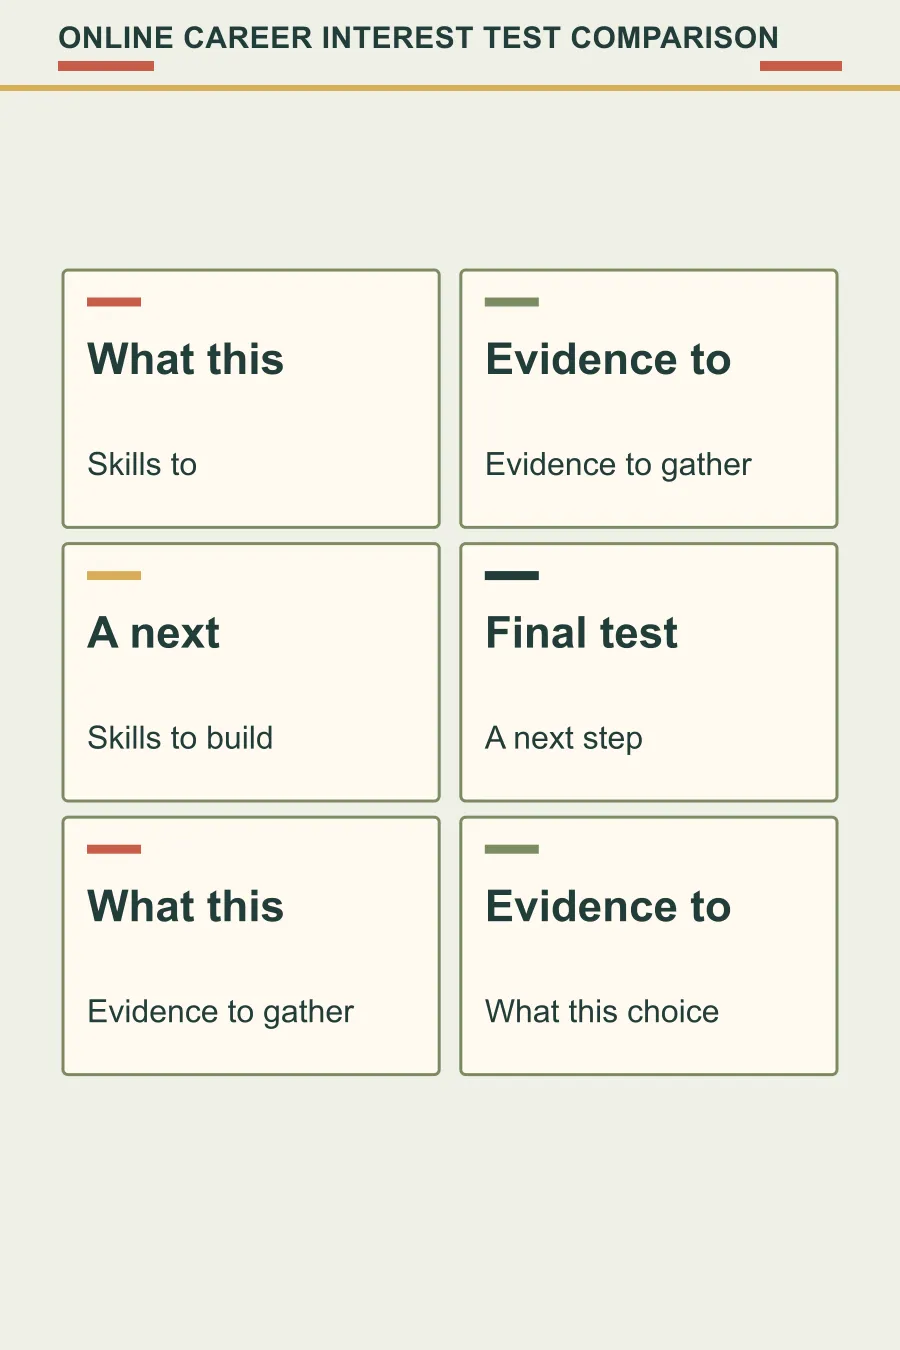 ONLINE CAREER INTEREST TEST COMPARISON
What this
Skills to
Evidence to
Evidence to gather
A next
Skills to build
Final test
A next step
What this
Evidence to gather
Evidence to
What this choice